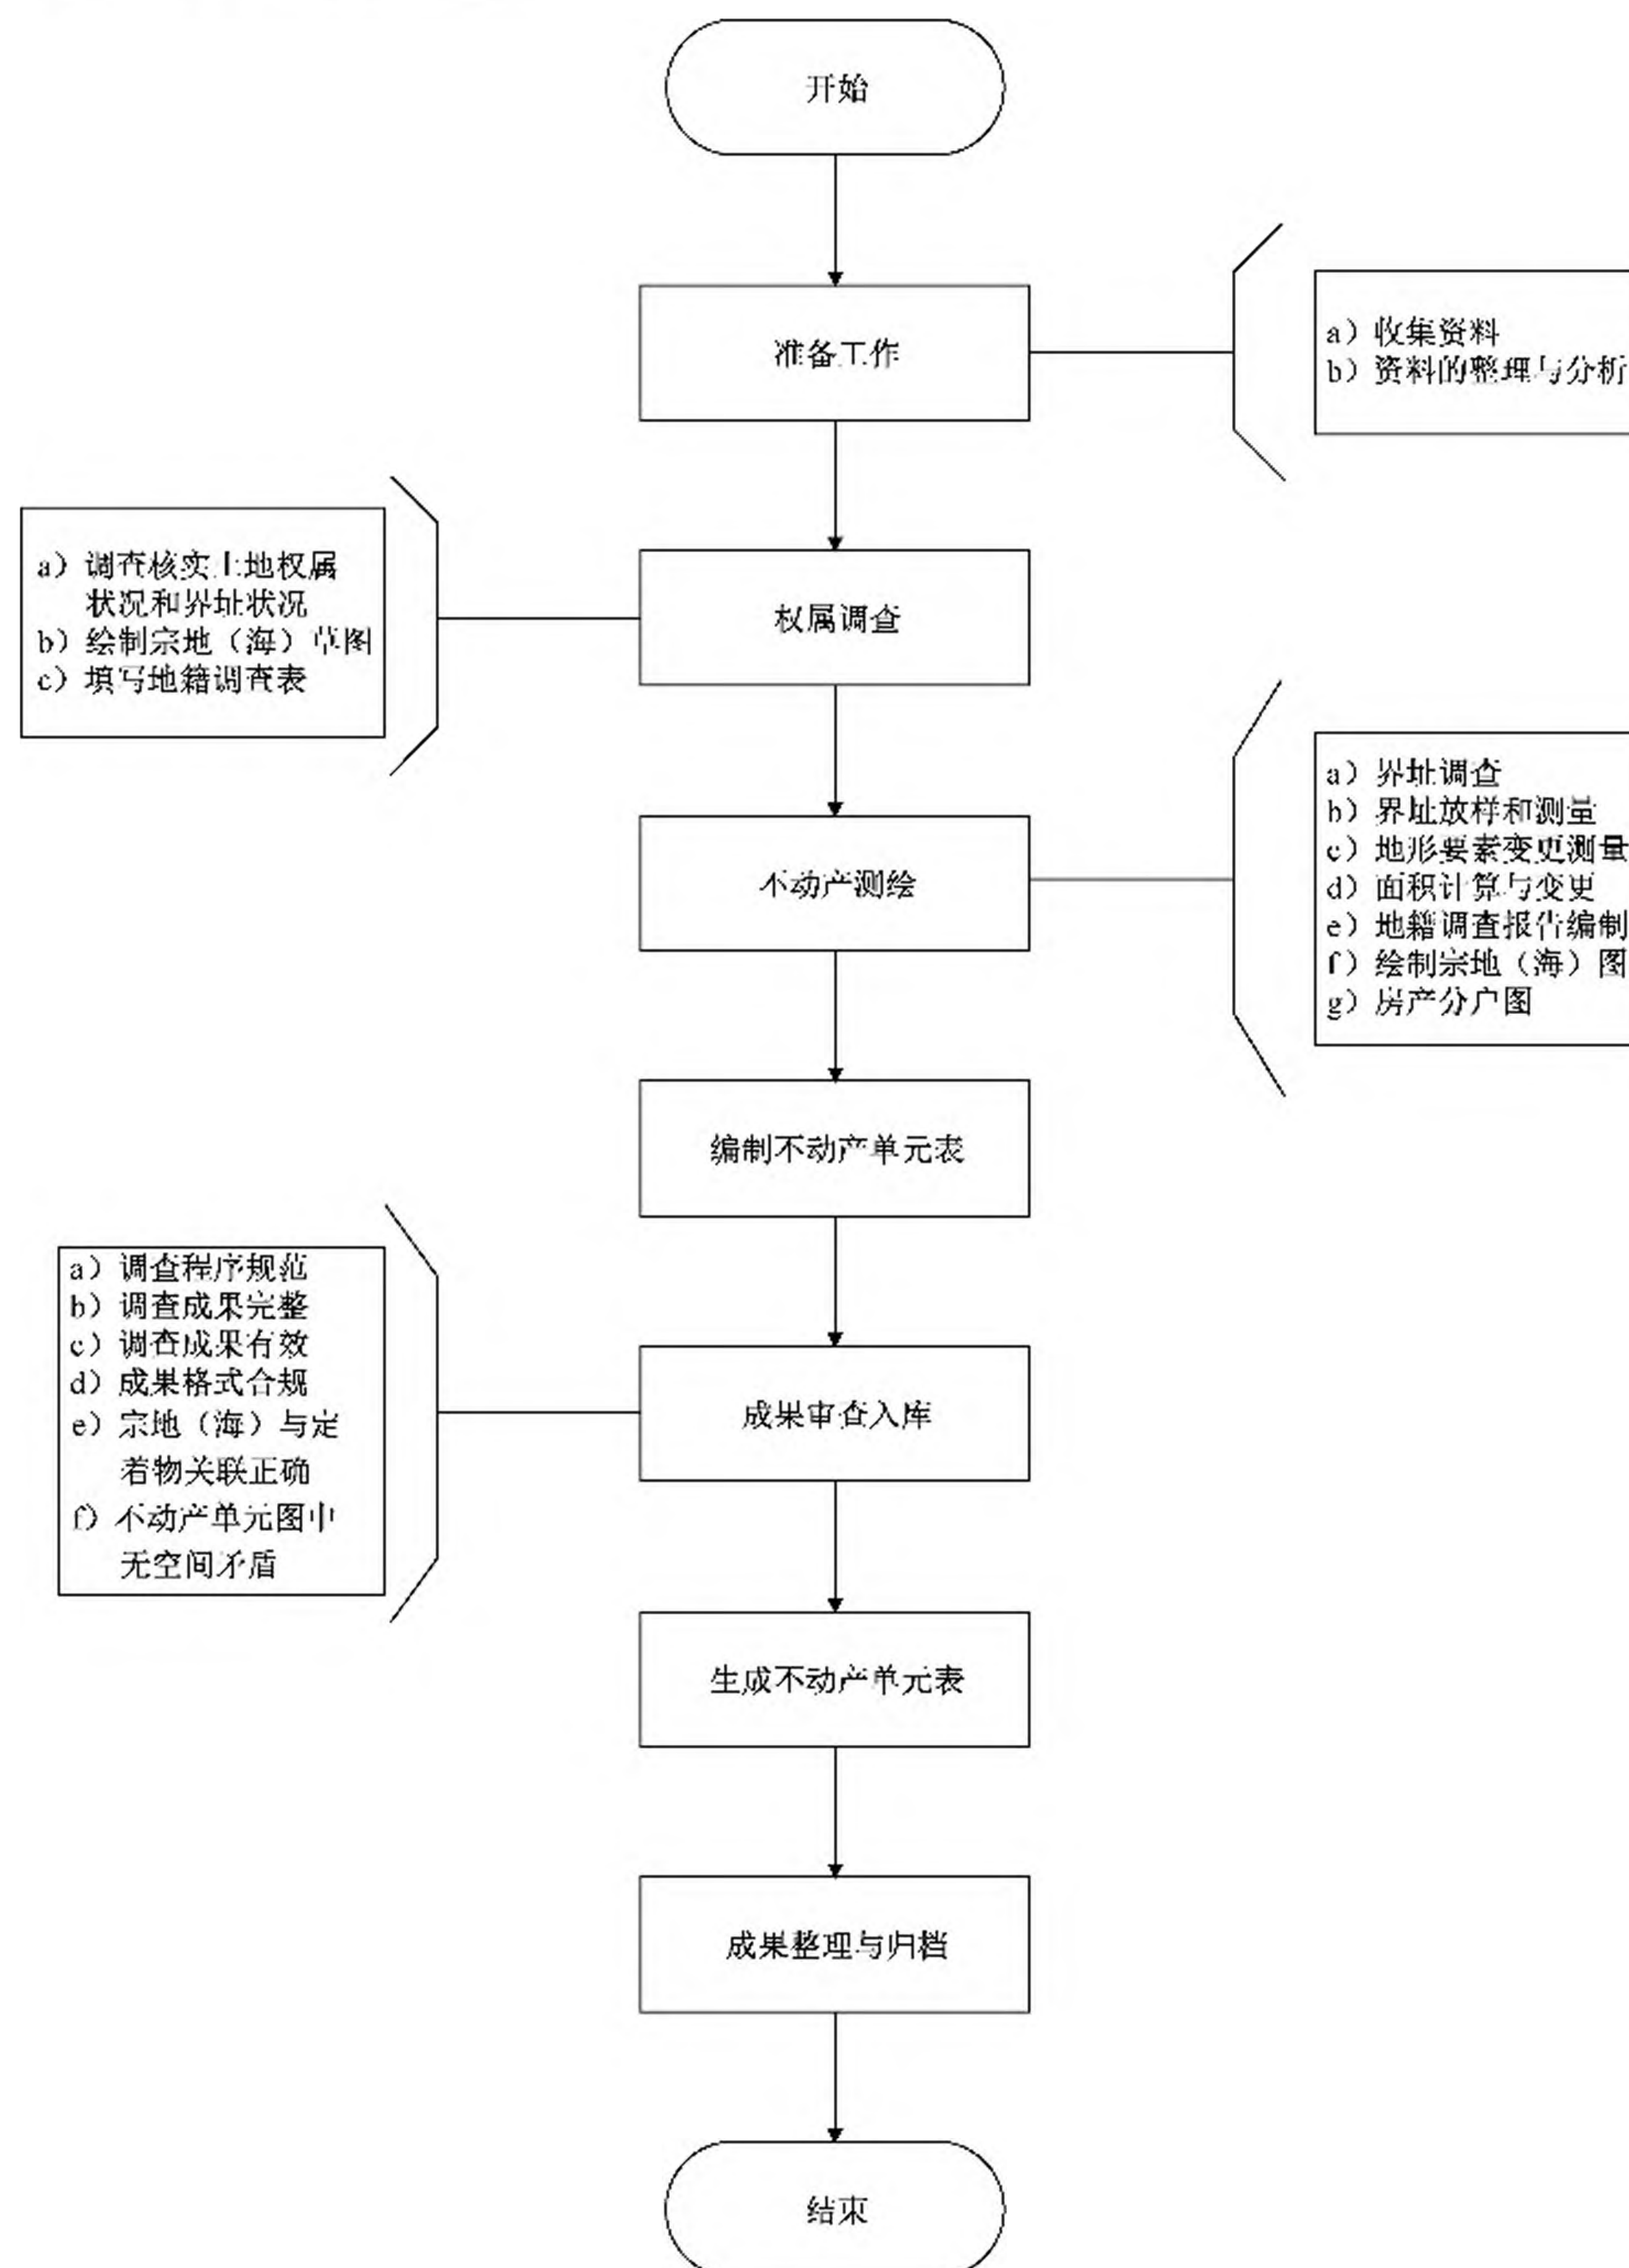 开始
准备工作
a）收集资料
b）资料的整理与分析
权属调查
a）调查核实土地权属
状况和界址状况
b）绘制宗地（海）草图
c）填写地籍调查表
不动产测绘
a）界址调查
b）界址放样和测量
c）地形要素变更测量
d）面积计算与变更
e）地籍调查报告编制
f）绘制宗地（海）图
g）房产分户图
编制不动产单元表
成果审查入库
a）调查程序规范
b）调查成果完整
c）调查成果有效
d）成果格式合规
e）宗地（海）与定
着物关联正确
f）不动产单元图中
无空间矛盾
生成不动产单元表
成果整理与归档
结束